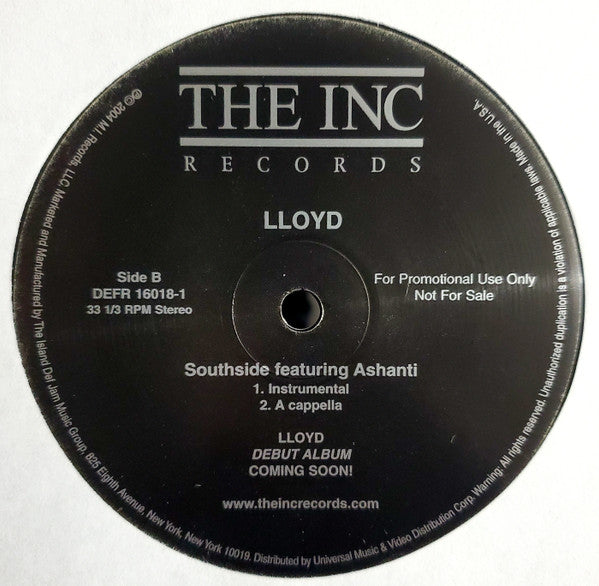 THE INC
RECORDS
LLOYD
Side B
DEFR 16018-1
33 1/3 RPM Stereo
For Promotional Use Only
Not For Sale
Southside featuring Ashanti
1. Instrumental
2. A cappella
LLOYD
DEBUT ALBUM
COMING SOON!
www.theincrecords.com
℗© 2004 M.I. Records, LLC. Marketed and Manufactured by The Island Def Jam Music Group, 825 Eighth Avenue, New York, New York 10019. Distributed by Universal Music & Video Distribution Corp. Warning: All rights reserved. Unauthorized duplication is a violation of applicable laws. Made in the U.S.A.